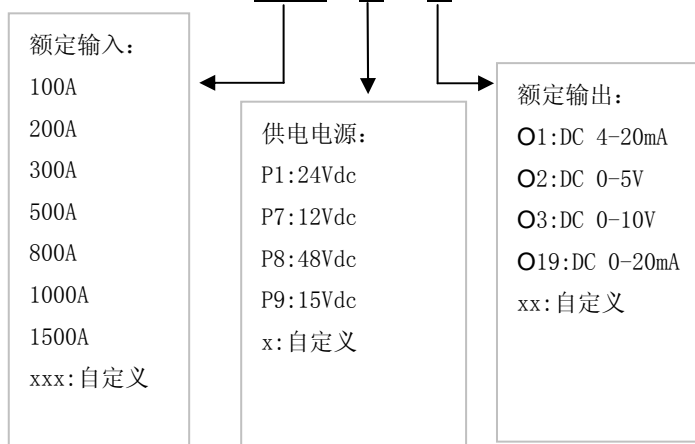 额定输入：
100A
200A
300A
500A
800A
1000A
1500A
xxx:自定义
供电电源：
P1:24Vdc
P7:12Vdc
P8:48Vdc
P9:15Vdc
x:自定义
额定输出：
O1:DC 4-20mA
O2:DC 0-5V
O3:DC 0-10V
O19:DC 0-20mA
xx:自定义